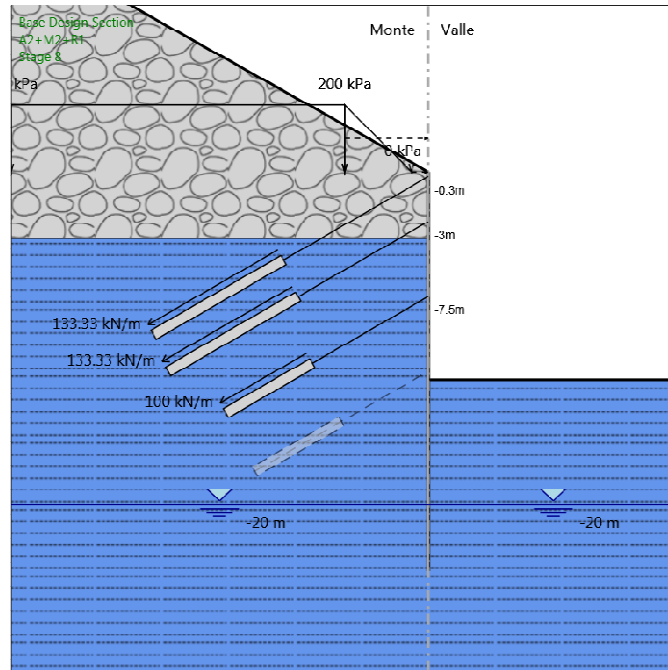 Base Design Section
A2+M2+R1
Stage 8
Monte
Valle
kPa
200 kPa
0 kPa
-0.3m
-3m
-7.5m
133.33 kN/m
133.33 kN/m
100 kN/m
-20 m
-20 m